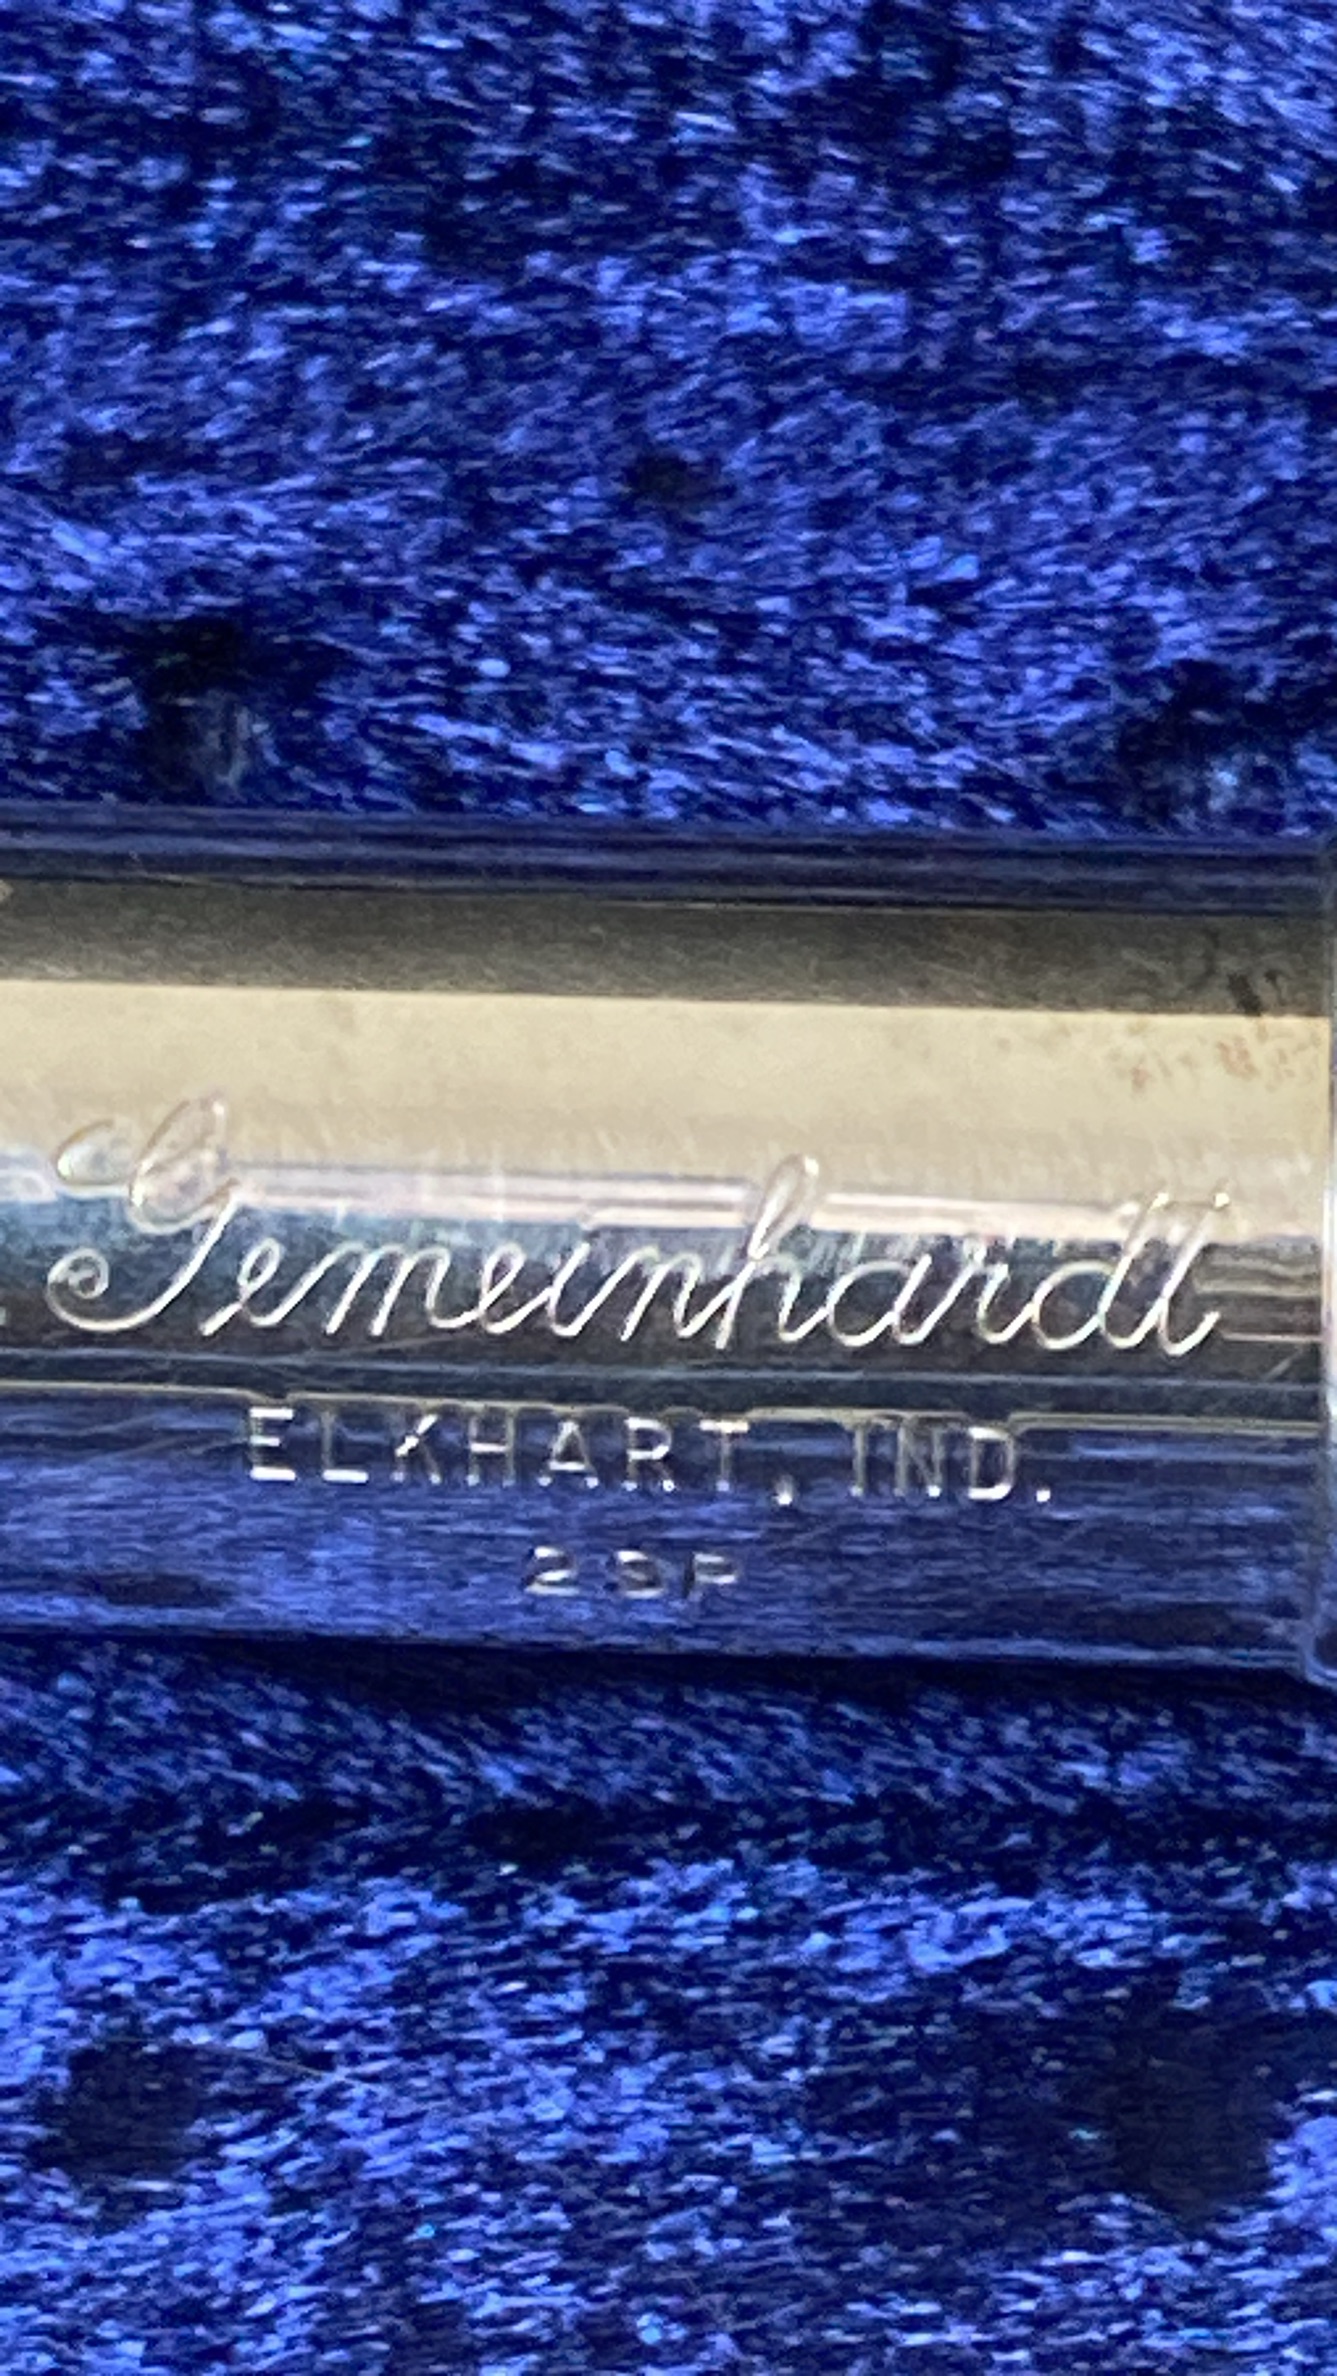 Gemeinhardt
ELKHART, IND.
2SP